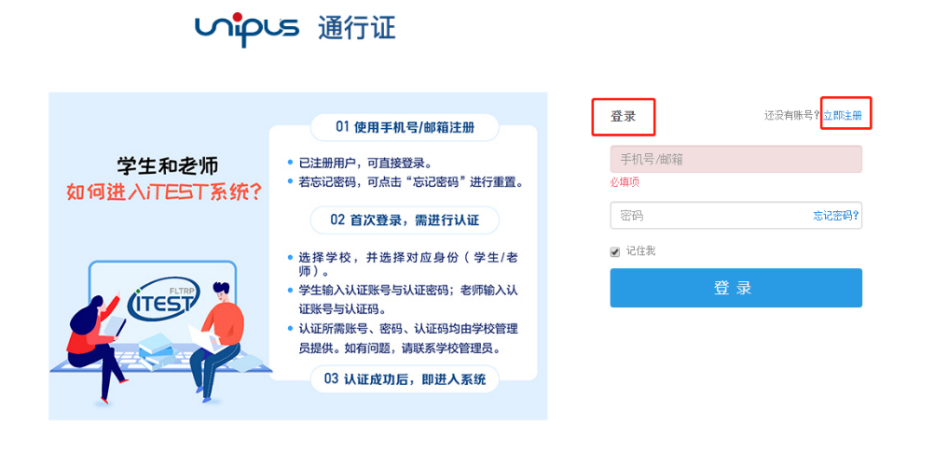 unipus 通行证
学生和老师
如何进入iTEST系统?
FLTRP
iTEST
01 使用手机号/邮箱注册
已注册用户，可直接登录。
若忘记密码，可点击“忘记密码”进行重置。
02 首次登录，需进行认证
选择学校，并选择对应身份（学生/老
师）。
学生输入认证账号与认证密码；老师输入认
证账号与认证码。
认证所需账号、密码、认证码均由学校管理
员提供。如有问题，请联系学校管理员。
03 认证成功后，即进入系统
登录 还没有账号?立即注册
手机号/邮箱
必填项
密码 忘记密码?
记住我
登 录